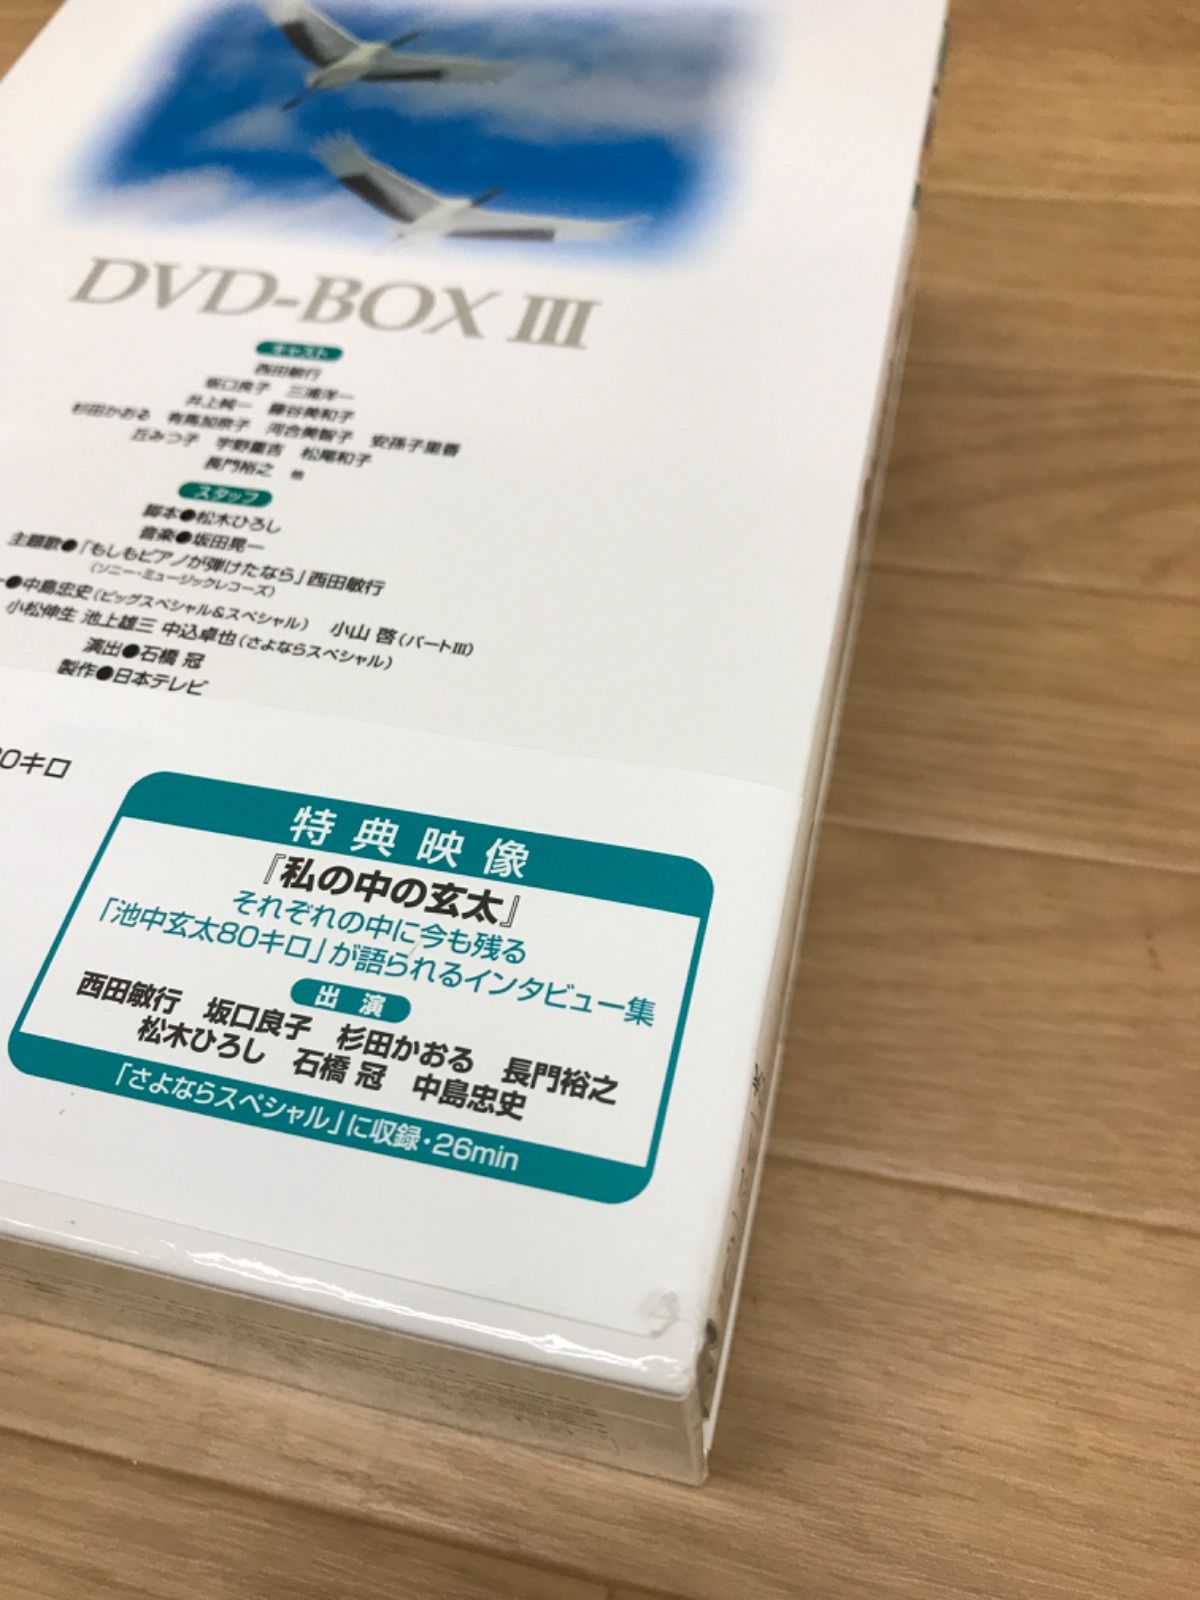 DVD-BOX III
キャスト
西田敏行
坂口良子 三浦洋一
井上純一 藤谷美和子
杉田かおる 有馬加奈子 河合美智子 安孫子里香
丘みつ子 宇野重吉 松尾和子
長門裕之 他
スタッフ
脚本●松木ひろし
音楽●坂田晃一
主題歌●「もしもピアノが弾けたなら」西田敏行
(ソニー・ミュージックレコーズ)
ー●中島忠史(ビッグスペシャル&スペシャル) 小山 啓(パートIII)
小松伸生 池上雄三 中込卓也(さよならスペシャル)
演出●石橋 冠
製作●日本テレビ
0キロ
特典映像
『私の中の玄太』
それぞれの中に今も残る
「池中玄太80キロ」が語られるインタビュー集
出演
西田敏行 坂口良子 杉田かおる 長門裕之
松木ひろし 石橋 冠 中島忠史
「さよならスペシャル」に収録・26min